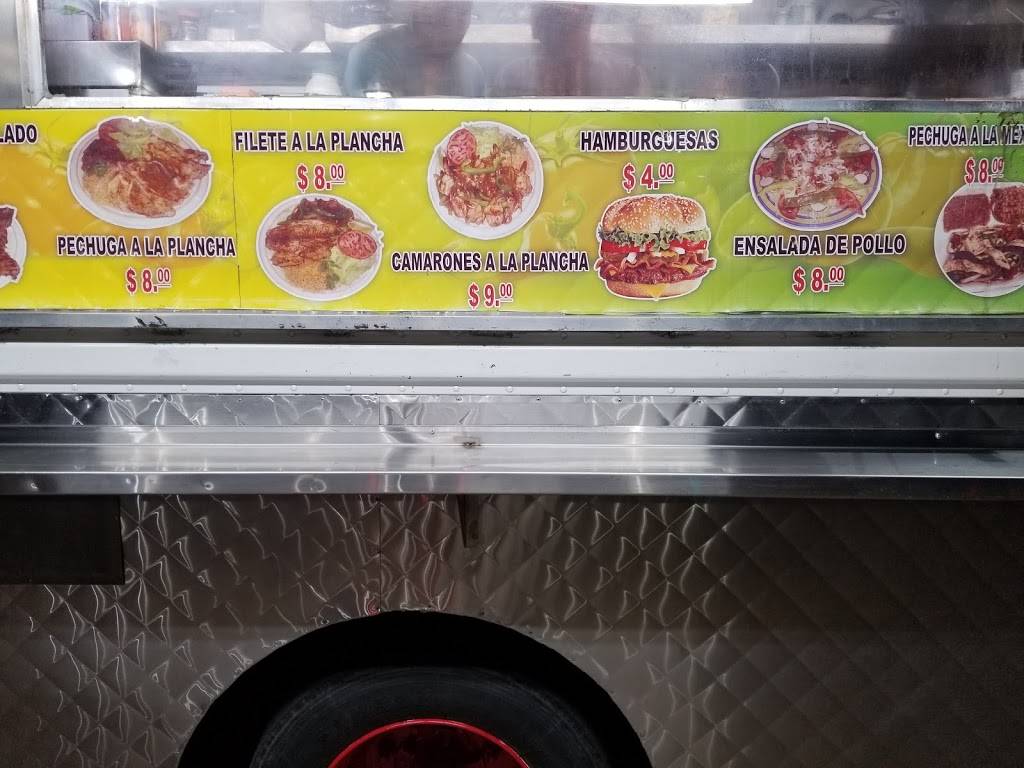 LADO
PECHUGA A LA PLANCHA
$ 8.00
FILETE A LA PLANCHA
$ 8.00
CAMARONES A LA PLANCHA
$ 9.00
HAMBURGUESAS
$ 4.00
ENSALADA DE POLLO
$ 8.00
PECHUGA A LA MEX
$ 8.00